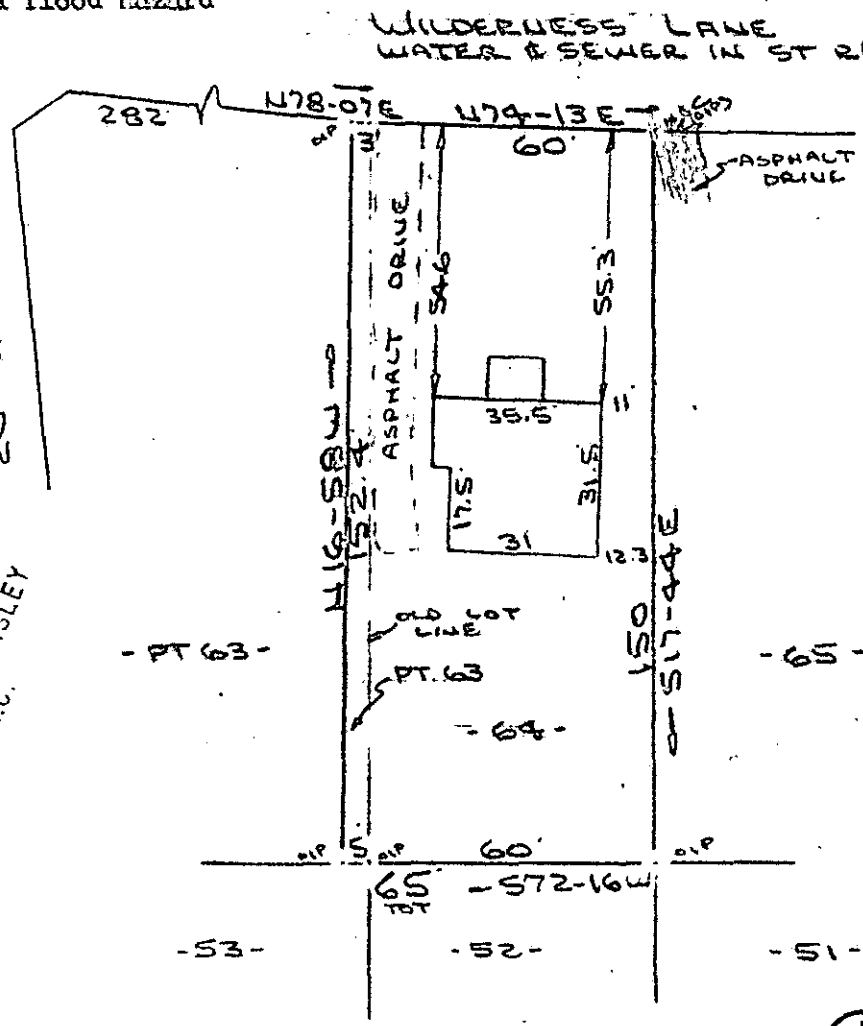 flood hazard
WILDERNESS LANE
WATER & SEWER IN ST
282
N78-07E
N74-13E
60'
O.I.P
3'
ASPHALT
DRIVE
ASPHALT DRIVE
54.6
55.3
35.5
11'
17.5
31.5
31
12.3
N16-58W
152.4
150
S17-44E
OLD LOT
LINE
PT. 63
- PT 63 -
- 64 -
- 65 -
O.I.P
5'
O.I.P
60'
O.I.P
65'
TOT
- S72-16W
- 53 -
- 52 -
- 51 -